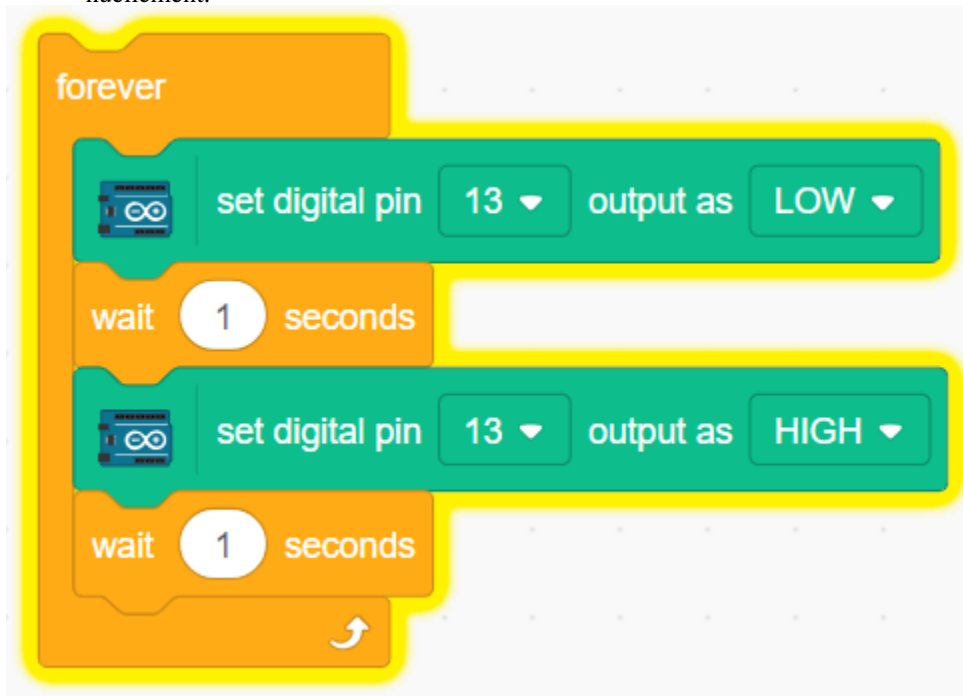 forever
set digital pin 13 output as LOW
wait 1 seconds
set digital pin 13 output as HIGH
wait 1 seconds